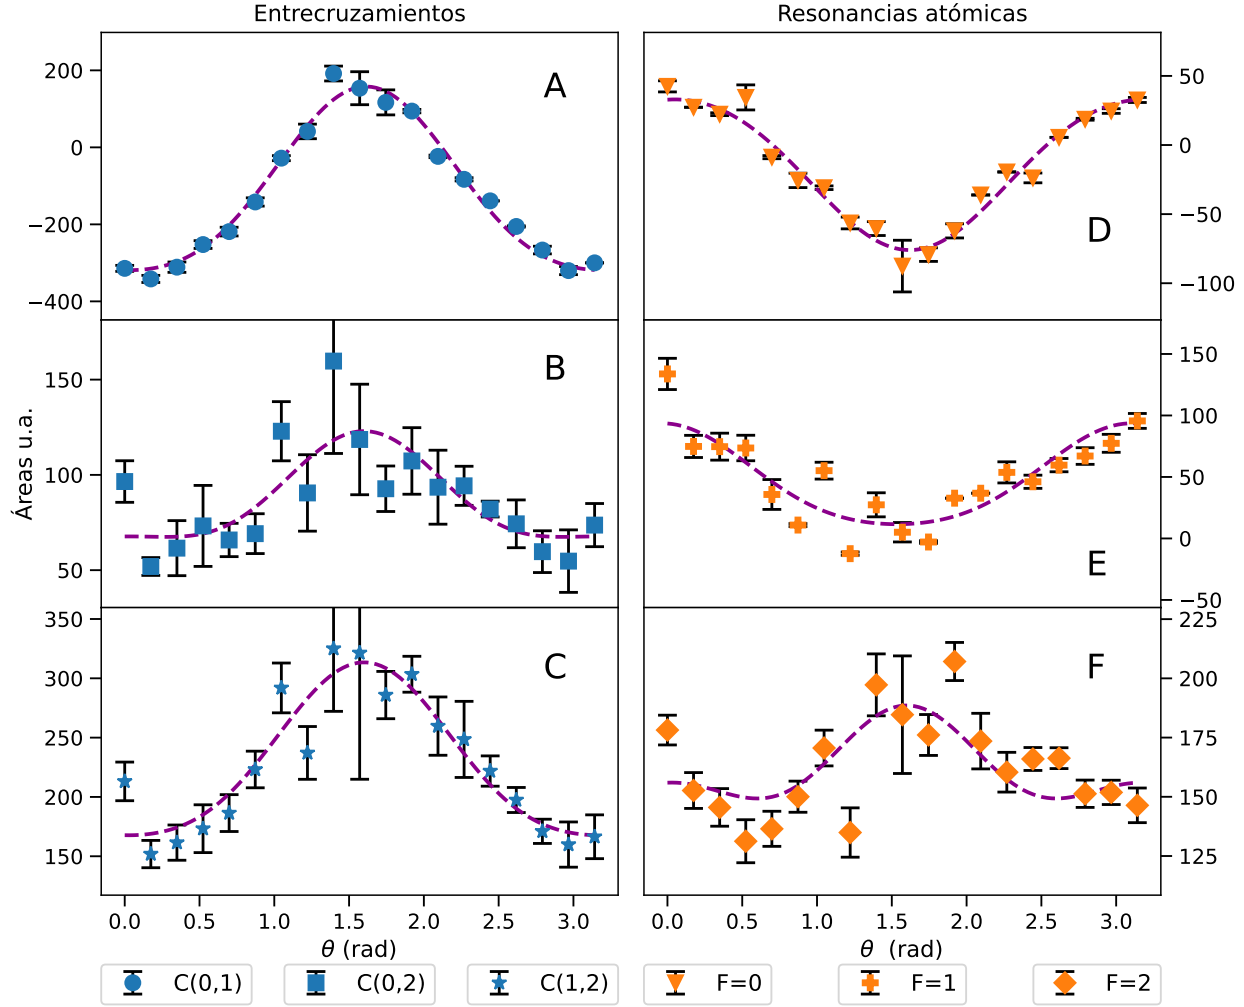 Entrecruzamientos
Resonancias atómicas
A
200
0
−200
−400
D
50
0
−50
−100
B
150
100
50
Áreas u.a.
E
150
100
50
0
−50
C
350
300
250
200
150
F
225
200
175
150
125
0.0 0.5 1.0 1.5 2.0 2.5 3.0
0.0 0.5 1.0 1.5 2.0 2.5 3.0
θ (rad)
θ (rad)
C(0,1) C(0,2) C(1,2) F=0 F=1 F=2